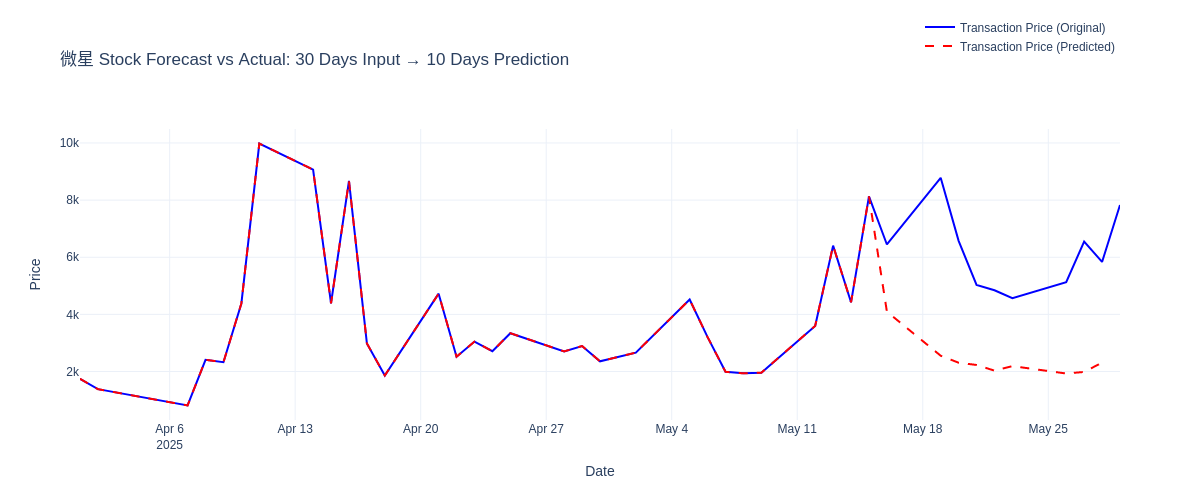 Transaction Price (Original)
Transaction Price (Predicted)
微星 Stock Forecast vs Actual: 30 Days Input → 10 Days Prediction
10k
8k
6k
4k
2k
Price
Apr 6
2025
Apr 13
Apr 20
Apr 27
May 4
May 11
May 18
May 25
Date